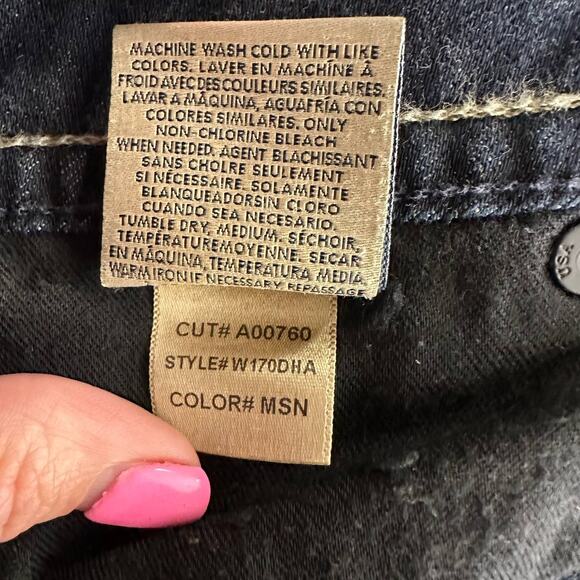 MACHINE WASH COLD WITH LIKE
COLORS. LAVER EN MACHINE À
FROID AVEC DES COULEURS SIMILAIRES.
LAVAR A MÁQUINA, AGUAFRIA CON
COLORES SIMILARES. ONLY
NON-CHLORINE BLEACH
WHEN NEEDED. AGENT BLACHISSANT
SANS CHOLRE SEULEMENT
SI NÉCESSAIRE. SOLAMENTE
BLANQUEADORSIN CLORO
CUANDO SEA NECESARIO.
TUMBLE DRY, MEDIUM. SÉCHOIR,
TEMPÉRATUREMOYENNE. SECAR
EN MÁQUINA, TEMPERATURA MEDIA.
WARM IRON IF NECESSARY. REPASSAGE
CUT# A00760
STYLE# W170DHA
COLOR# MSN
USA